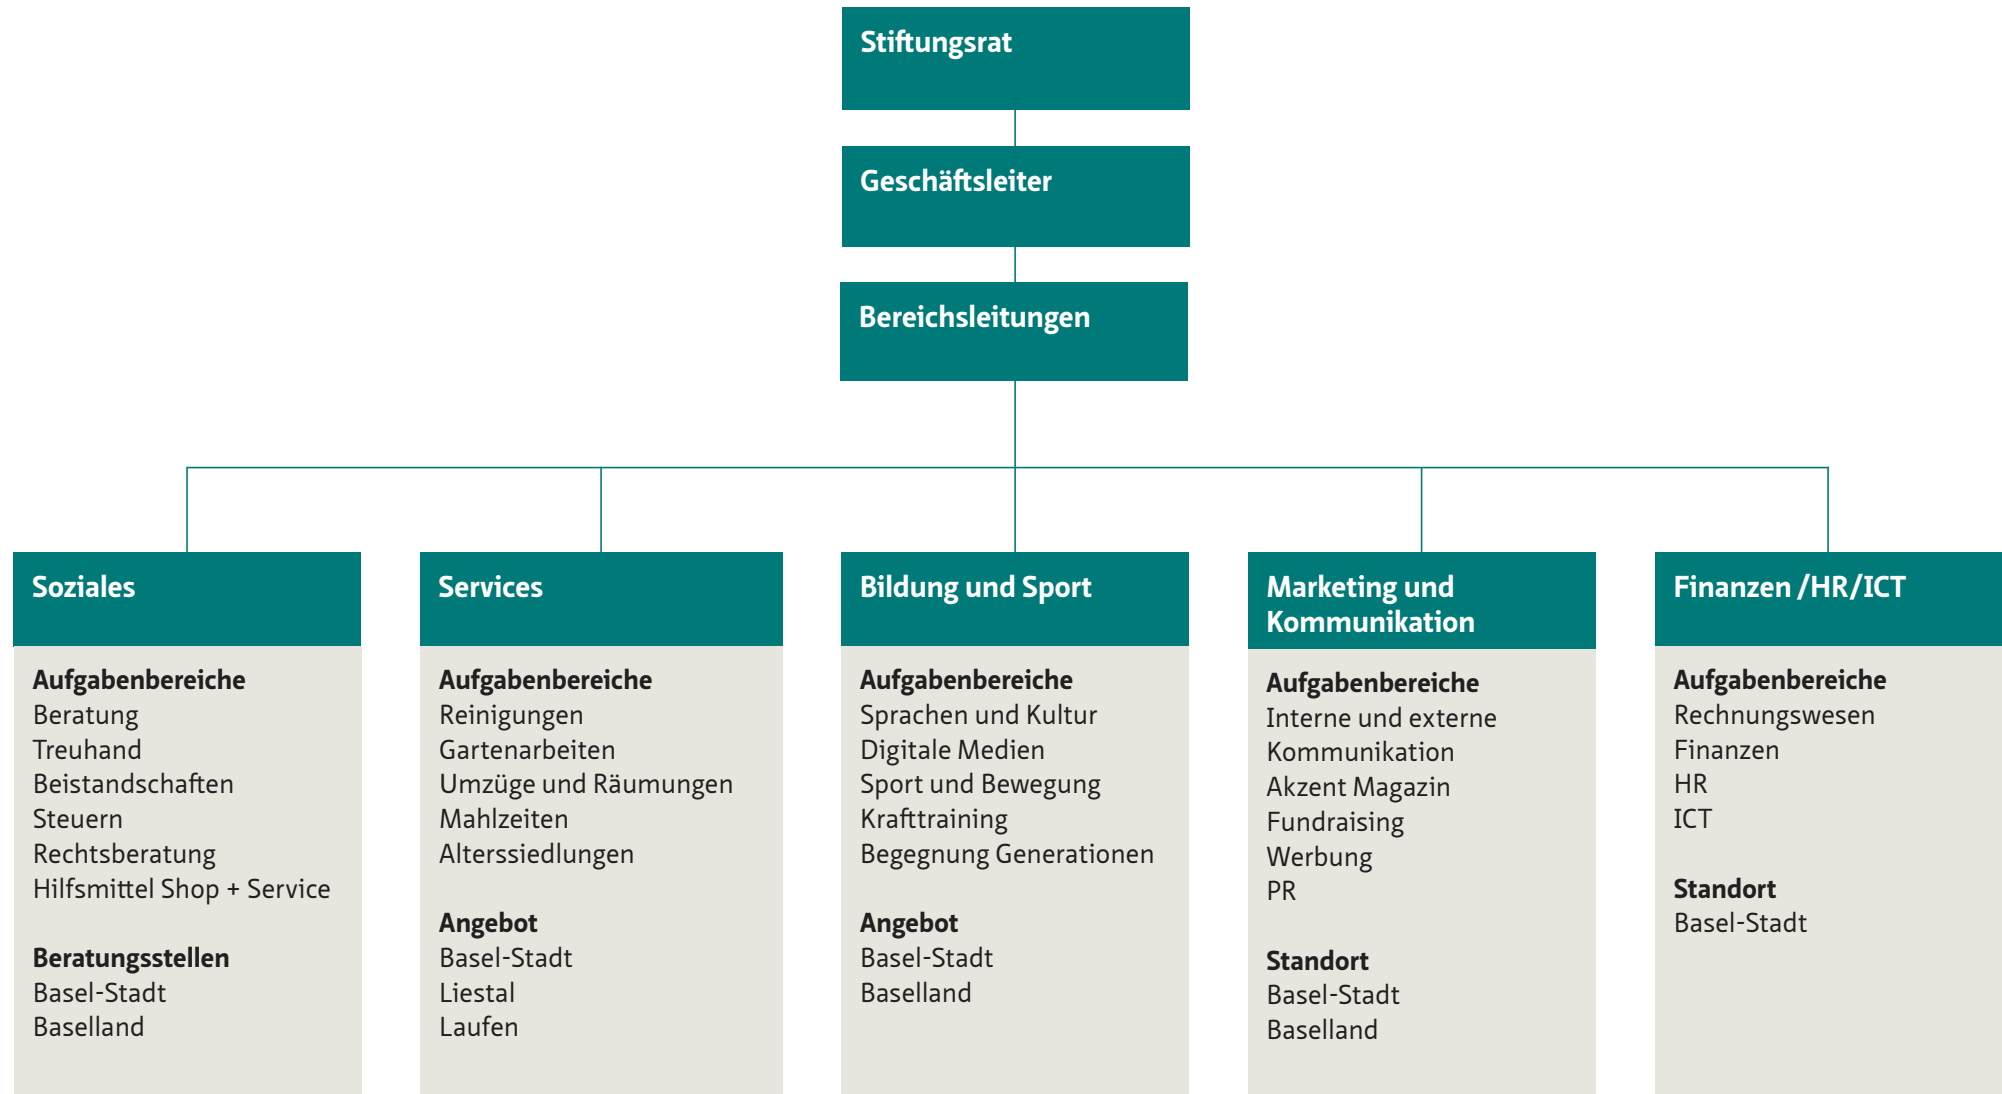 Stiftungsrat
Geschäftsleiter
Bereichsleitungen
Soziales
Aufgabenbereiche
Beratung
Treuhand
Beistandschaften
Steuern
Rechtsberatung
Hilfsmittel Shop + Service
Beratungsstellen
Basel-Stadt
Baselland
Services
Aufgabenbereiche
Reinigungen
Gartenarbeiten
Umzüge und Räumungen
Mahlzeiten
Alterssiedlungen
Angebot
Basel-Stadt
Liestal
Laufen
Bildung und Sport
Aufgabenbereiche
Sprachen und Kultur
Digitale Medien
Sport und Bewegung
Krafttraining
Begegnung Generationen
Angebot
Basel-Stadt
Baselland
Marketing und
Kommunikation
Aufgabenbereiche
Interne und externe
Kommunikation
Akzent Magazin
Fundraising
Werbung
PR
Standort
Basel-Stadt
Baselland
Finanzen /HR/ICT
Aufgabenbereiche
Rechnungswesen
Finanzen
HR
ICT
Standort
Basel-Stadt